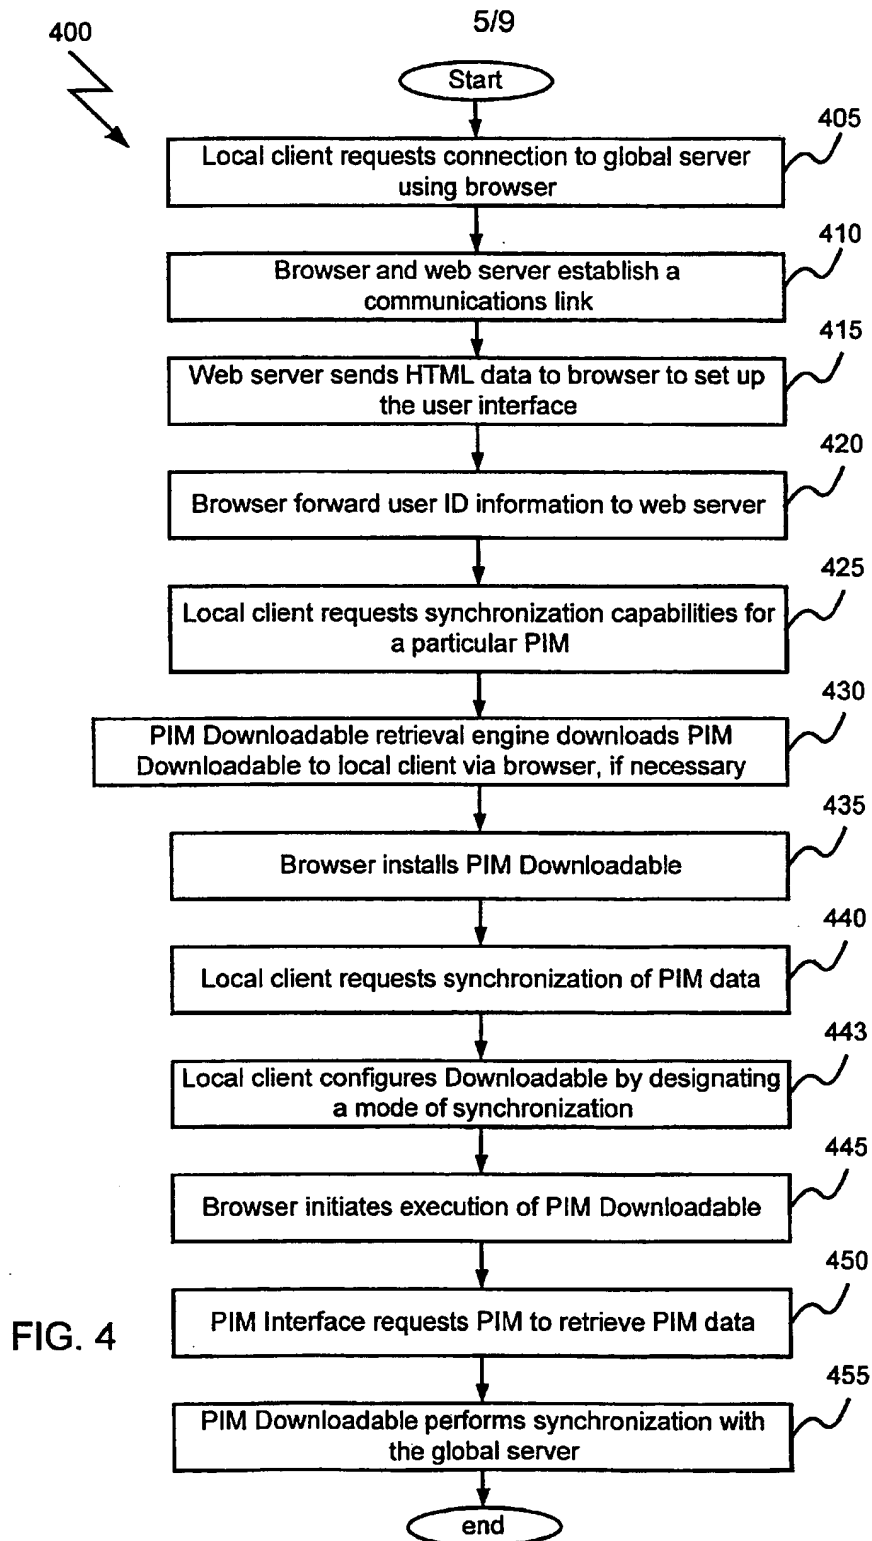 400
5/9
Start
405
Local client requests connection to global server
using browser
410
Browser and web server establish a
communications link
415
Web server sends HTML data to browser to set up
the user interface
420
Browser forward user ID information to web server
425
Local client requests synchronization capabilities for
a particular PIM
430
PIM Downloadable retrieval engine downloads PIM
Downloadable to local client via browser, if necessary
435
Browser installs PIM Downloadable
440
Local client requests synchronization of PIM data
443
Local client configures Downloadable by designating
a mode of synchronization
445
Browser initiates execution of PIM Downloadable
450
PIM Interface requests PIM to retrieve PIM data
FIG. 4
455
PIM Downloadable performs synchronization with
the global server
end